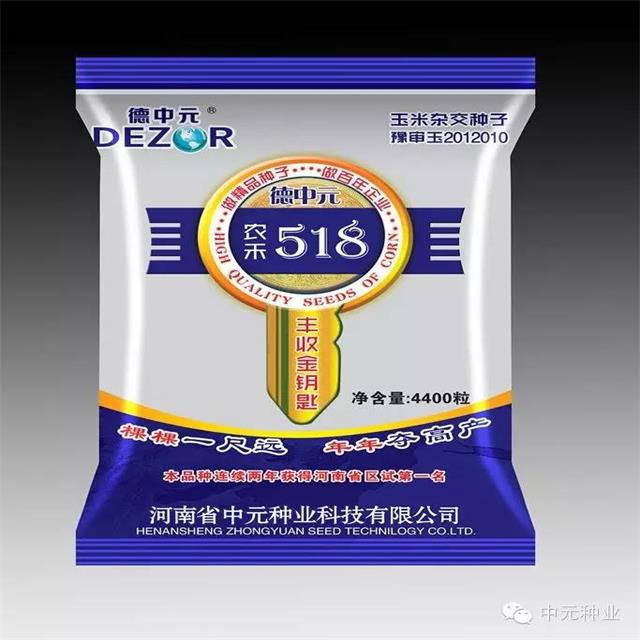 德中元®
DEZOR
玉米杂交种子
豫审玉2012010
做精品种子····做百年企业
德中元
农禾 518
HIGH QUALITY SEEDS OF CORN
丰收金钥匙
净含量:4400粒
棵棵一尺远 年年夺高产
本品种连续两年获得河南省区试第一名
河南省中元种业科技有限公司
HENANSHENG ZHONGYUAN SEED TECHNILOGY CO.LTD.
中元种业